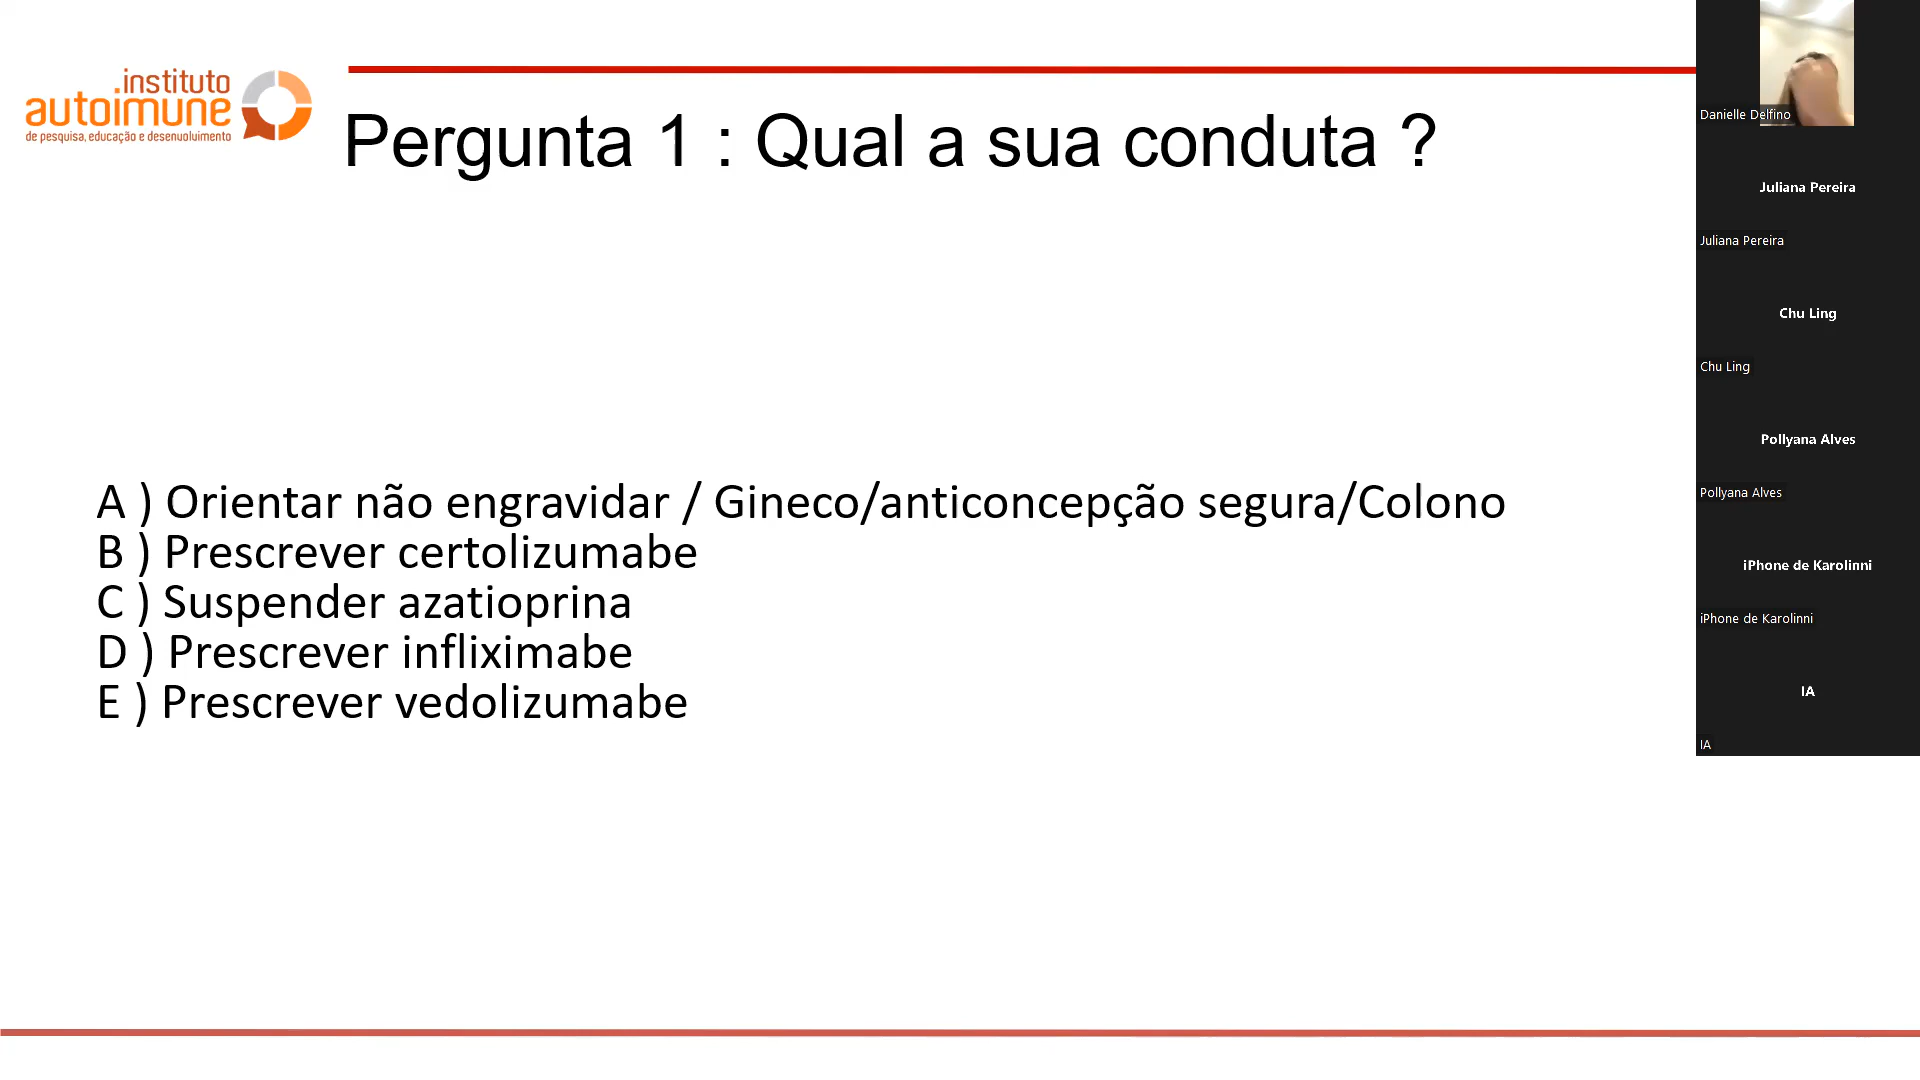 instituto
autoimune
de pesquisa, educação e desenvolvimento
Pergunta 1 : Qual a sua conduta ?
A ) Orientar não engravidar / Gineco/anticoncepção segura/Colono
B ) Prescrever certolizumabe
C ) Suspender azatioprina
D ) Prescrever infliximabe
E ) Prescrever vedolizumabe
Danielle Delfino
Juliana Pereira
Juliana Pereira
Chu Ling
Chu Ling
Pollyana Alves
Pollyana Alves
iPhone de Karolinni
iPhone de Karolinni
IA
IA